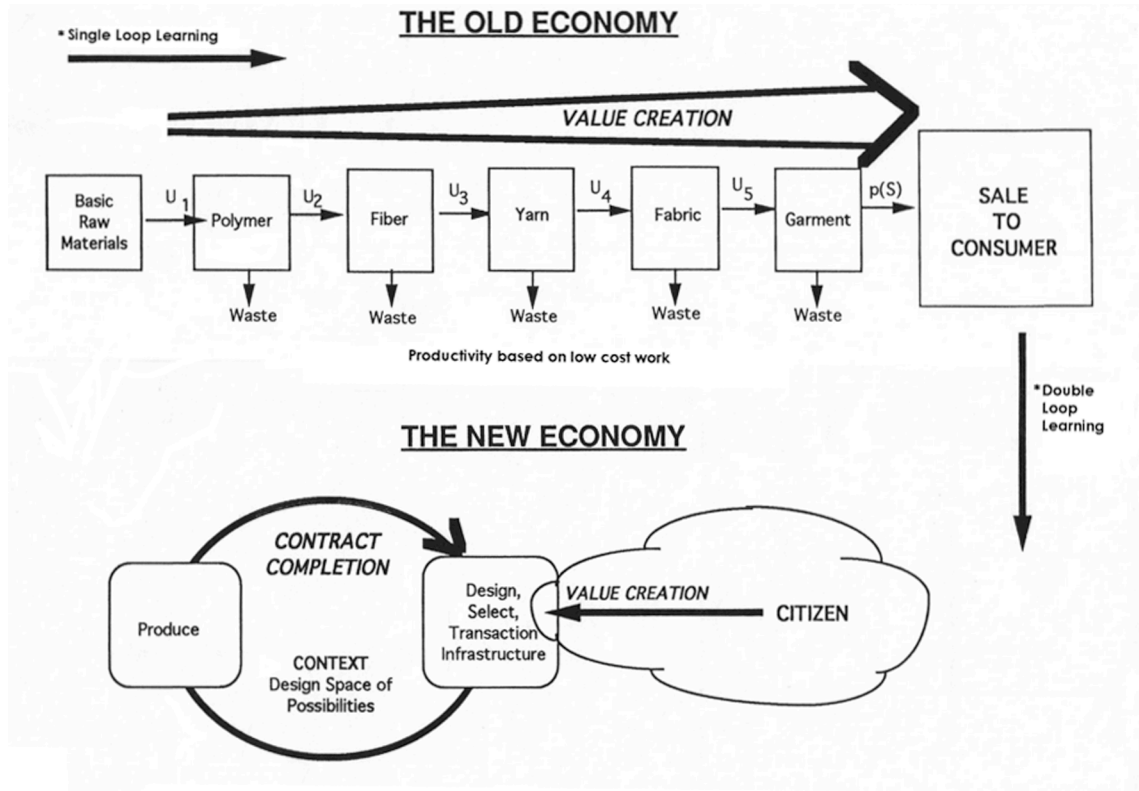 THE OLD ECONOMY
* Single Loop Learning
VALUE CREATION
Basic
Raw
Materials
U 1
Polymer
U2
Fiber
U3
Yarn
U4
Fabric
U5
Garment
p(S)
SALE
TO
CONSUMER
Waste
Waste
Waste
Waste
Waste
Productivity based on low cost work
* Double
Loop
Learning
THE NEW ECONOMY
CONTRACT
COMPLETION
Produce
CONTEXT
Design Space of
Possibilities
Design,
Select,
Transaction
Infrastructure
VALUE CREATION
CITIZEN